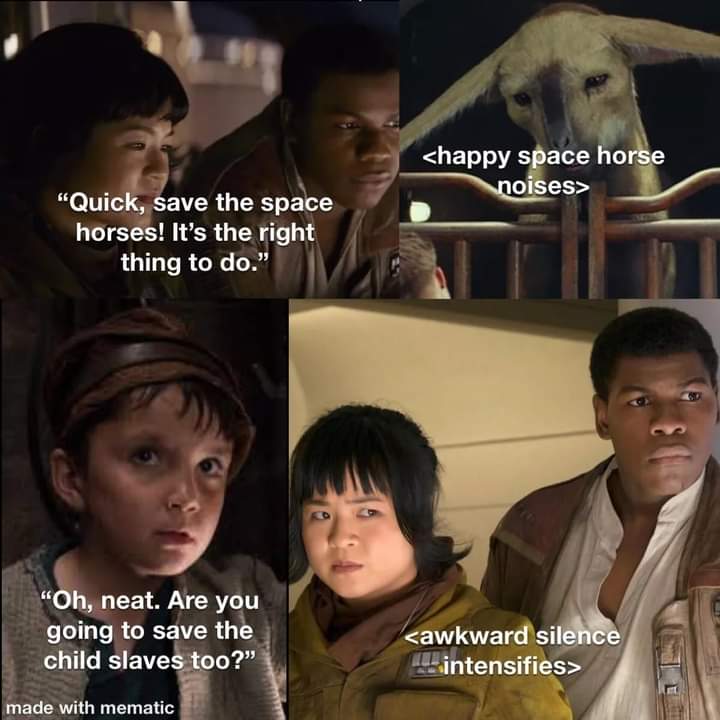 “Quick, save the space
horses! It’s the right
thing to do.”
<happy space horse
noises>
“Oh, neat. Are you
going to save the
child slaves too?”
<awkward silence
intensifies>
made with mematic